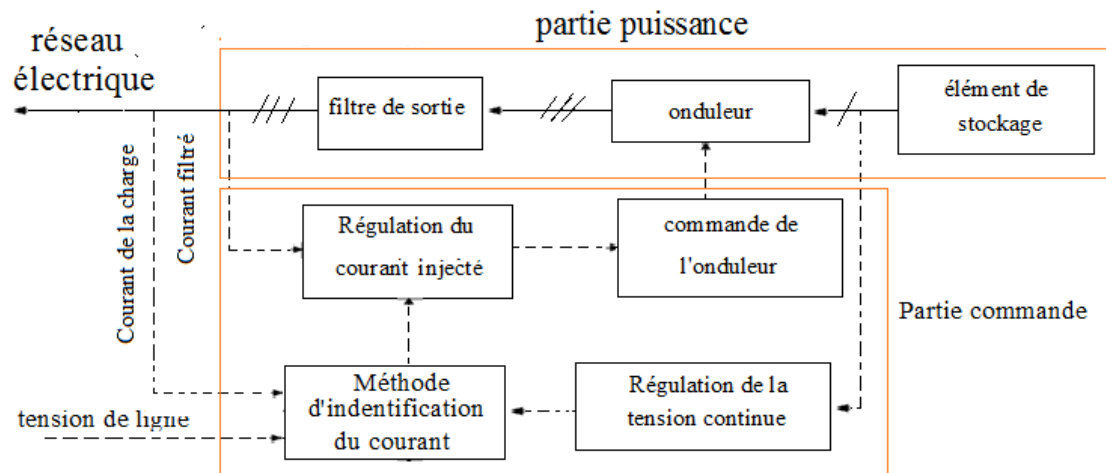 partie puissance
réseau
électrique
filtre de sortie
onduleur
élément de
stockage
Courant de la charge
Courant filtré
Régulation du
courant injecté
commande de
l'onduleur
Partie commande
Méthode
d'indentification
du courant
Régulation de la
tension continue
tension de ligne